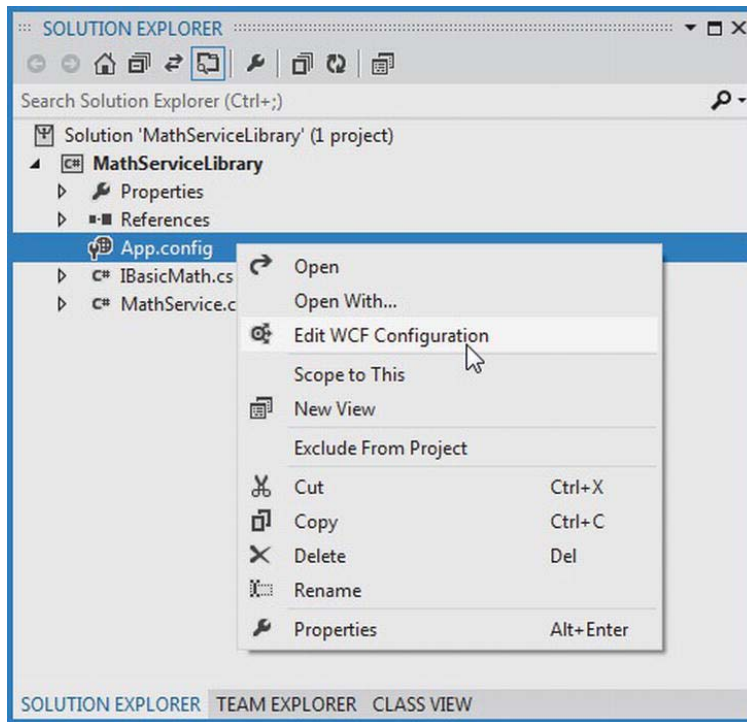 SOLUTION EXPLORER
Search Solution Explorer (Ctrl+;)
Solution 'MathServiceLibrary' (1 project)
C# MathServiceLibrary
Properties
References
App.config
C# IBasicMath.cs
C# MathService.c
Open
Open With...
Edit WCF Configuration
Scope to This
New View
Exclude From Project
Cut Ctrl+X
Copy Ctrl+C
Delete Del
Rename
Properties Alt+Enter
SOLUTION EXPLORER TEAM EXPLORER CLASS VIEW